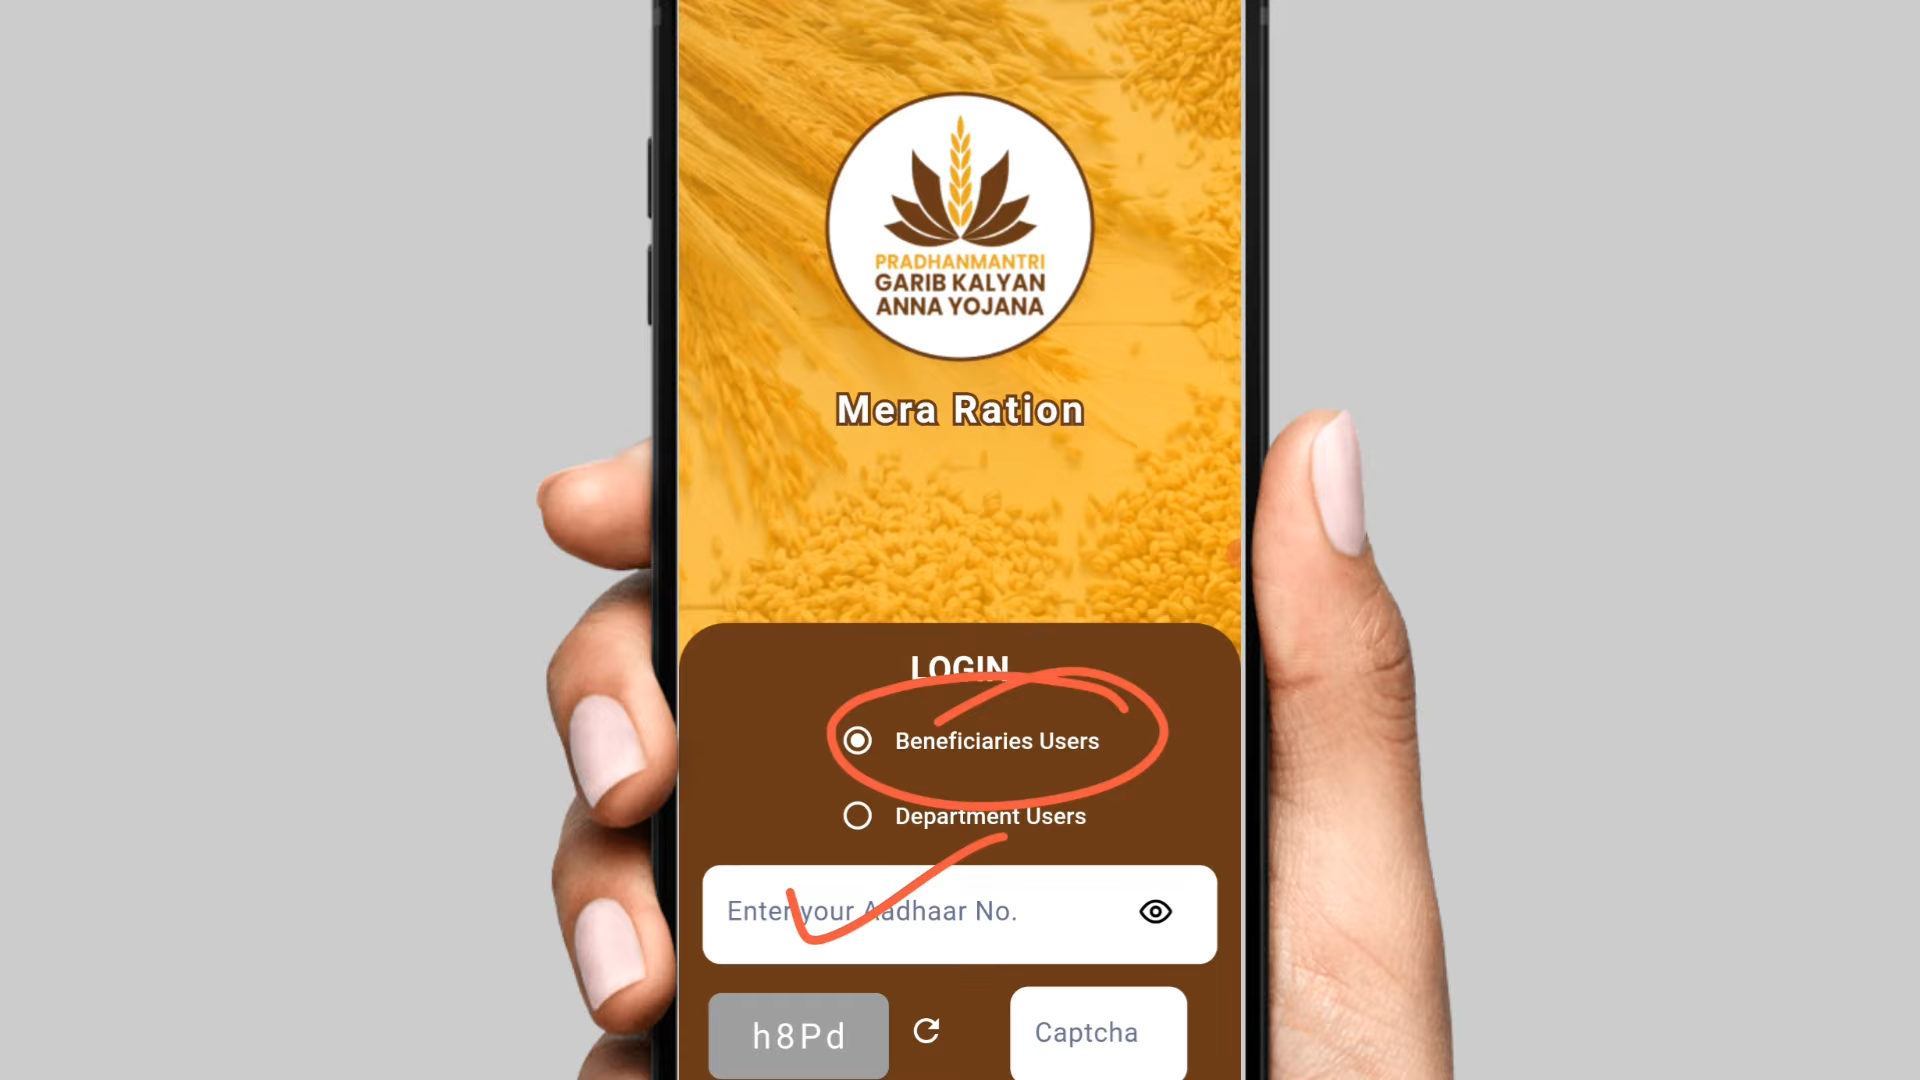 PRADHANMANTRI
GARIB KALYAN
ANNA YOJANA
Mera Ration
LOGIN
Beneficiaries Users
Department Users
Enter your Aadhaar No.
h8Pd
Captcha